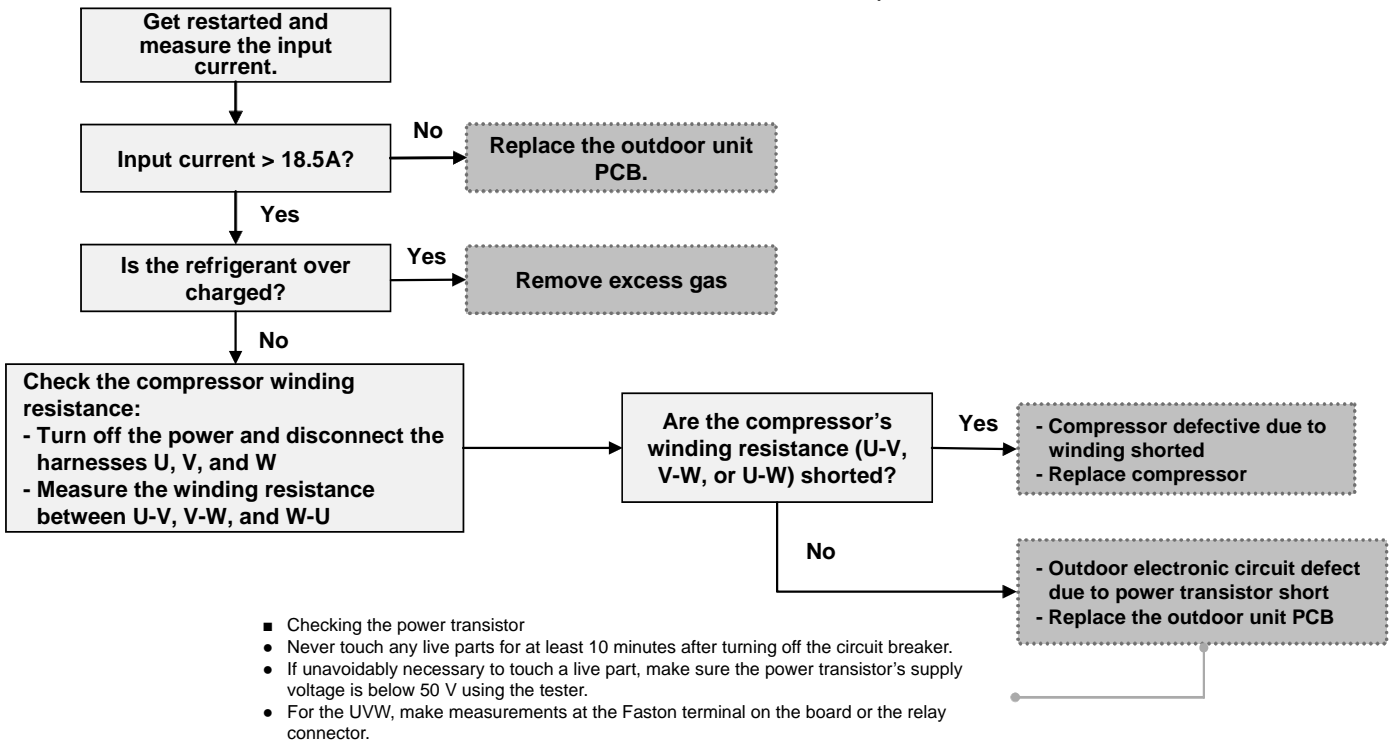 Get restarted and
measure the input
current.
Input current > 18.5A?
No
Replace the outdoor unit
PCB.
Yes
Is the refrigerant over
charged?
Yes
Remove excess gas
No
Check the compressor winding
resistance:
- Turn off the power and disconnect the
harnesses U, V, and W
- Measure the winding resistance
between U-V, V-W, and W-U
Are the compressor’s
winding resistance (U-V,
V-W, or U-W) shorted?
Yes
- Compressor defective due to
winding shorted
- Replace compressor
No
- Outdoor electronic circuit defect
due to power transistor short
- Replace the outdoor unit PCB
■ Checking the power transistor
● Never touch any live parts for at least 10 minutes after turning off the circuit breaker.
● If unavoidably necessary to touch a live part, make sure the power transistor’s supply
voltage is below 50 V using the tester.
● For the UVW, make measurements at the Faston terminal on the board or the relay
connector.